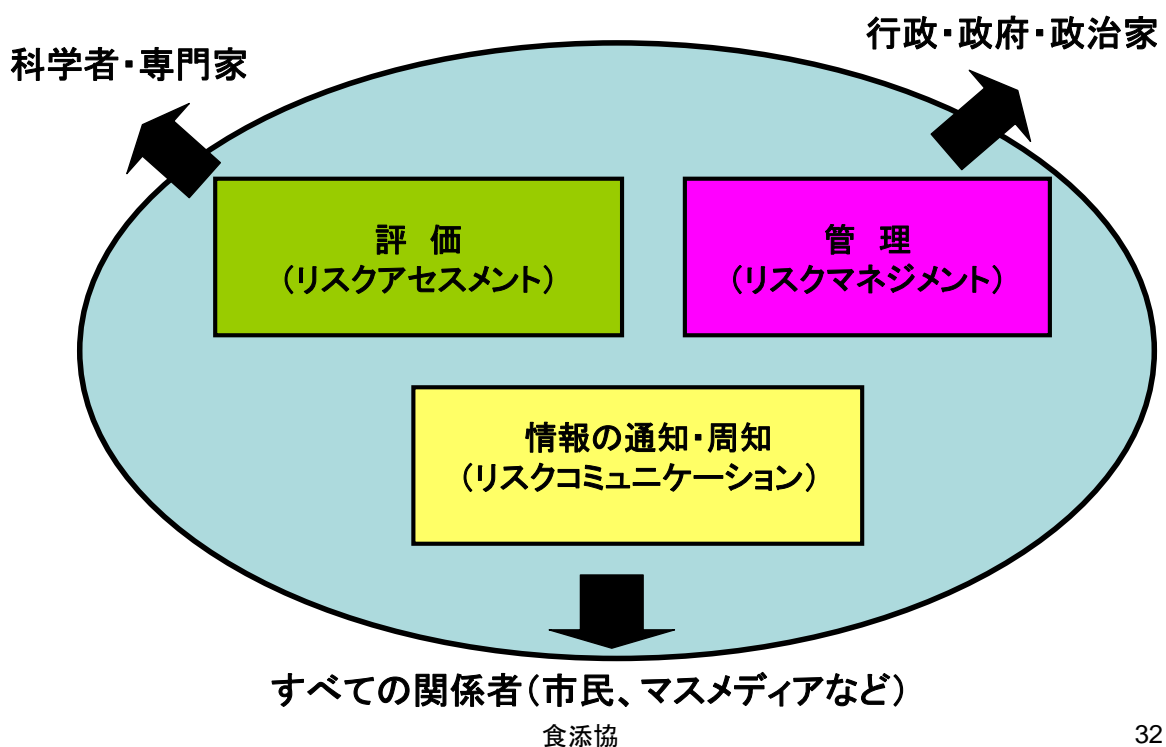 科学者・専門家
行政・政府・政治家
評　価
（リスクアセスメント）
管　理
（リスクマネジメント）
情報の通知・周知
（リスクコミュニケーション）
すべての関係者（市民、マスメディアなど）
食添協
32